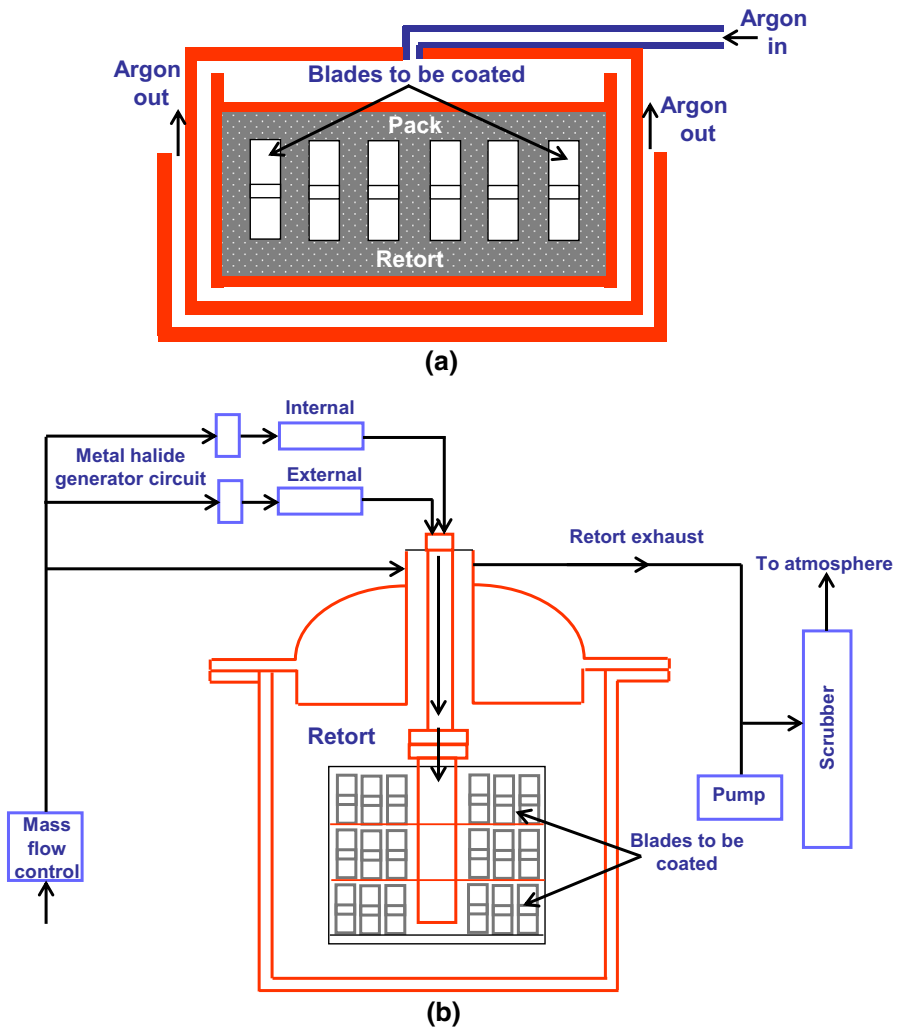 Argon
in
Argon
out
Blades to be coated
Argon
out
Pack
Retort
(a)
Internal
Metal halide
generator circuit
External
Retort exhaust
To atmosphere
Retort
Scrubber
Pump
Mass
flow
control
Blades to be
coated
(b)